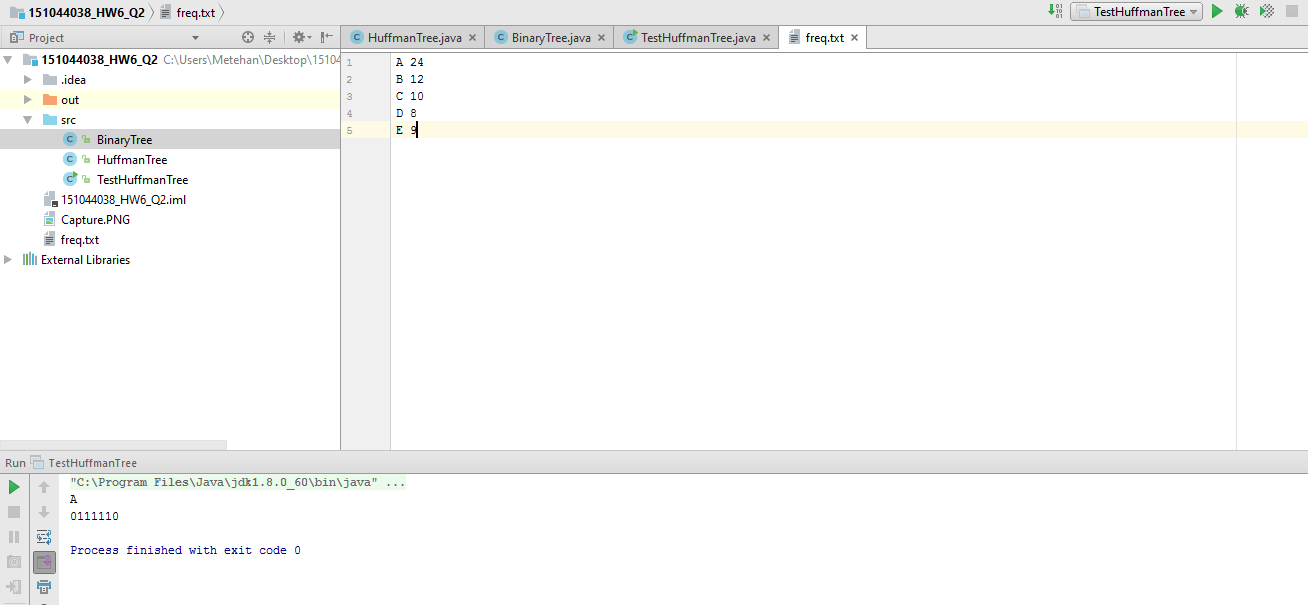 151044038_HW6_Q2 freq.txt
TestHuffmanTree
Project
HuffmanTree.java
BinaryTree.java
TestHuffmanTree.java
freq.txt
151044038_HW6_Q2 C:\Users\Metehan\Desktop\15104
.idea
out
src
BinaryTree
HuffmanTree
TestHuffmanTree
151044038_HW6_Q2.iml
Capture.PNG
freq.txt
External Libraries
1 A 24
2 B 12
3 C 10
4 D 8
5 E 9
Run TestHuffmanTree
"C:\Program Files\Java\jdk1.8.0_60\bin\java" ...
A
0111110
Process finished with exit code 0